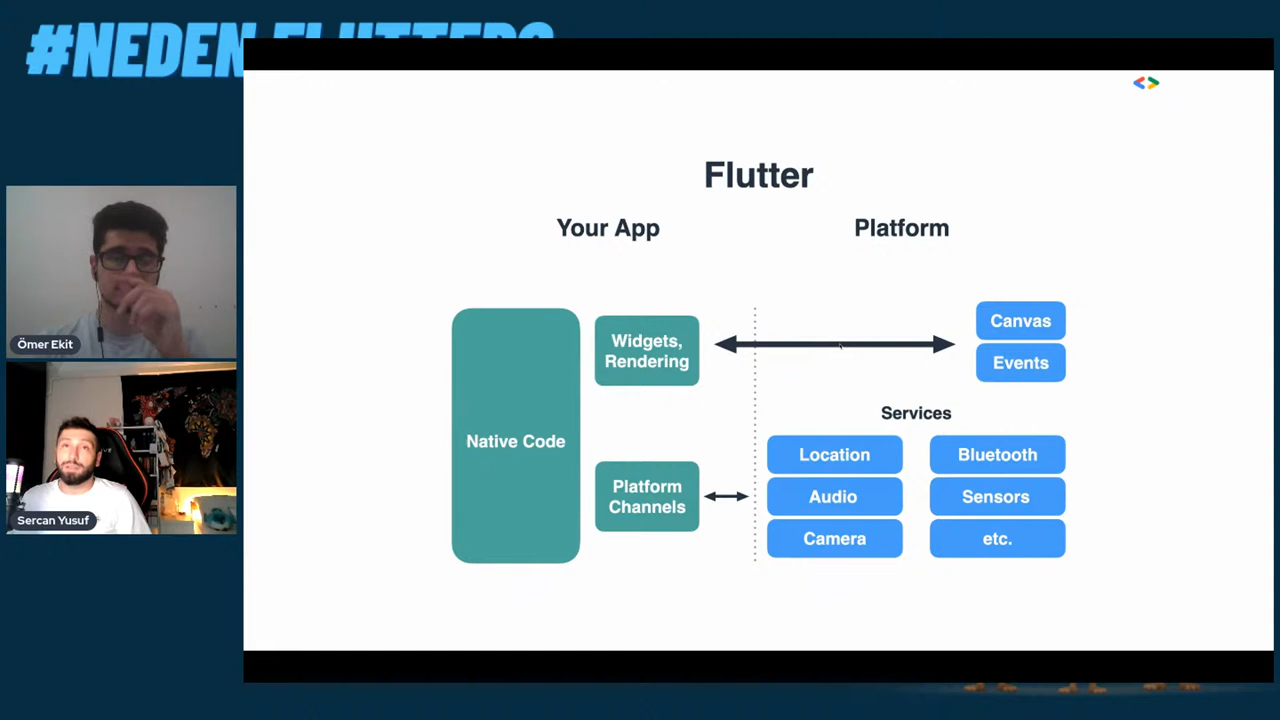 #NEDEN
Flutter
Your App
Platform
Native Code
Widgets,
Rendering
Canvas
Events
Services
Platform
Channels
Location
Bluetooth
Audio
Sensors
Camera
etc.
Ömer Ekit
Sercan Yusuf